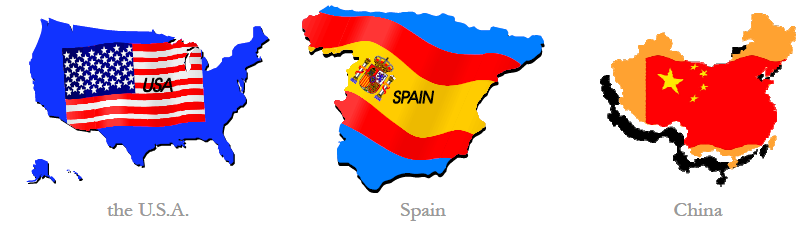 USA
SPAIN
the U.S.A.
Spain
China